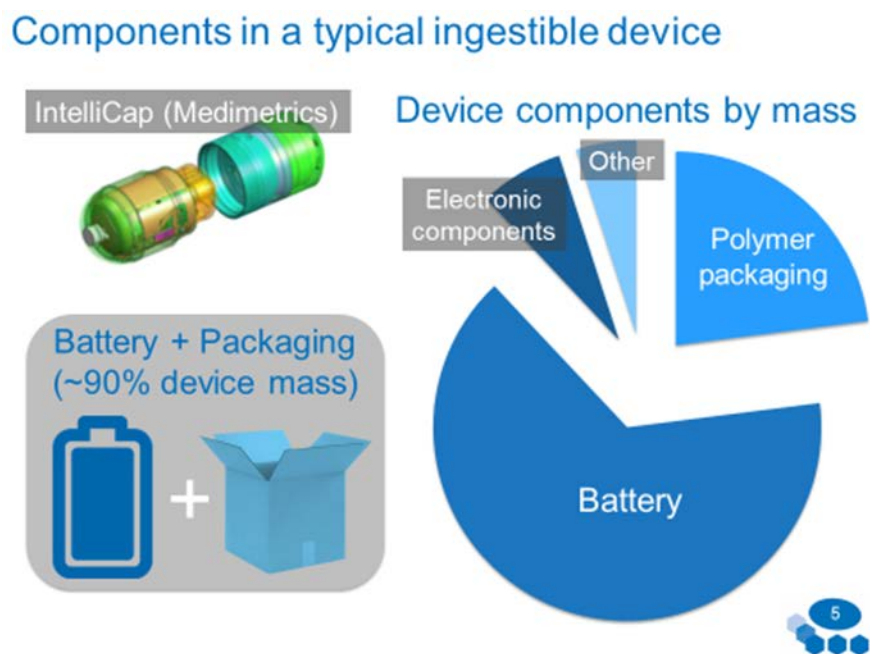 Components in a typical ingestible device
IntelliCap (Medimetrics)
Device components by mass
Other
Electronic
components
Polymer
packaging
Battery + Packaging
(~90% device mass)
+
Battery
5